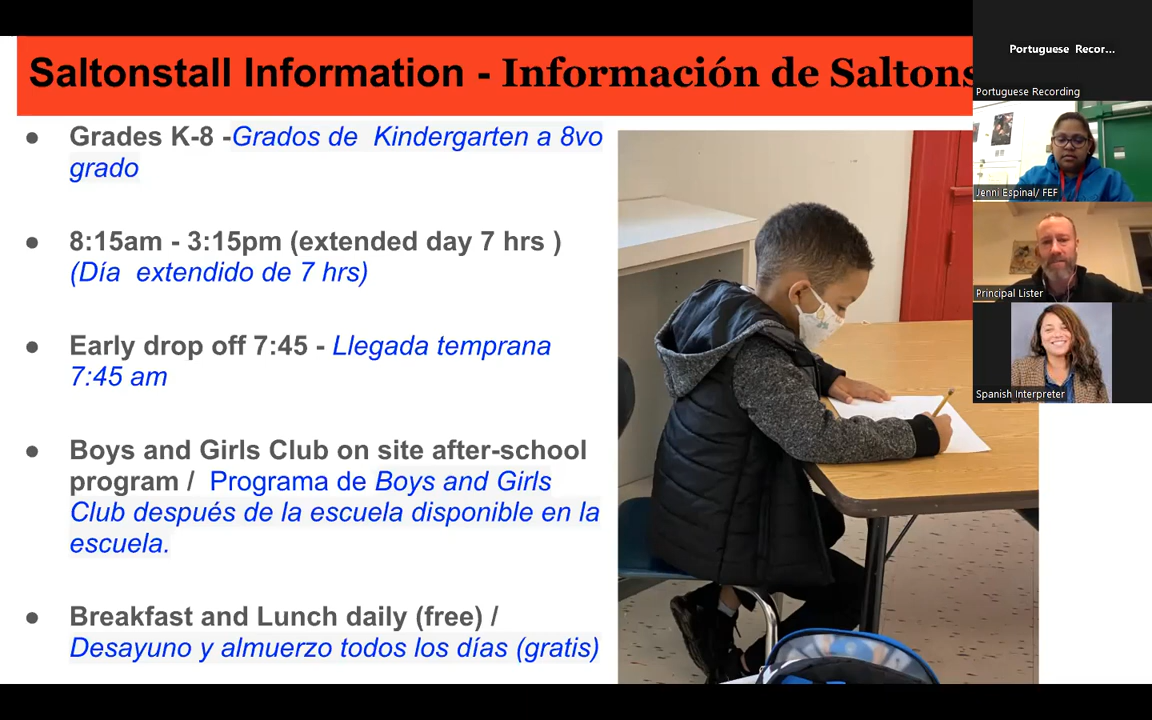 Saltonstall Information - Información de Saltons
● Grades K-8 -Grados de Kindergarten a 8vo
grado
● 8:15am - 3:15pm (extended day 7 hrs )
(Día extendido de 7 hrs)
● Early drop off 7:45 - Llegada temprana
7:45 am
● Boys and Girls Club on site after-school
program / Programa de Boys and Girls
Club después de la escuela disponible en la
escuela.
● Breakfast and Lunch daily (free) /
Desayuno y almuerzo todos los días (gratis)
Portuguese Recor...
Portuguese Recording
Jenni Espinal/ FEF
Principal Lister
Spanish Interpreter